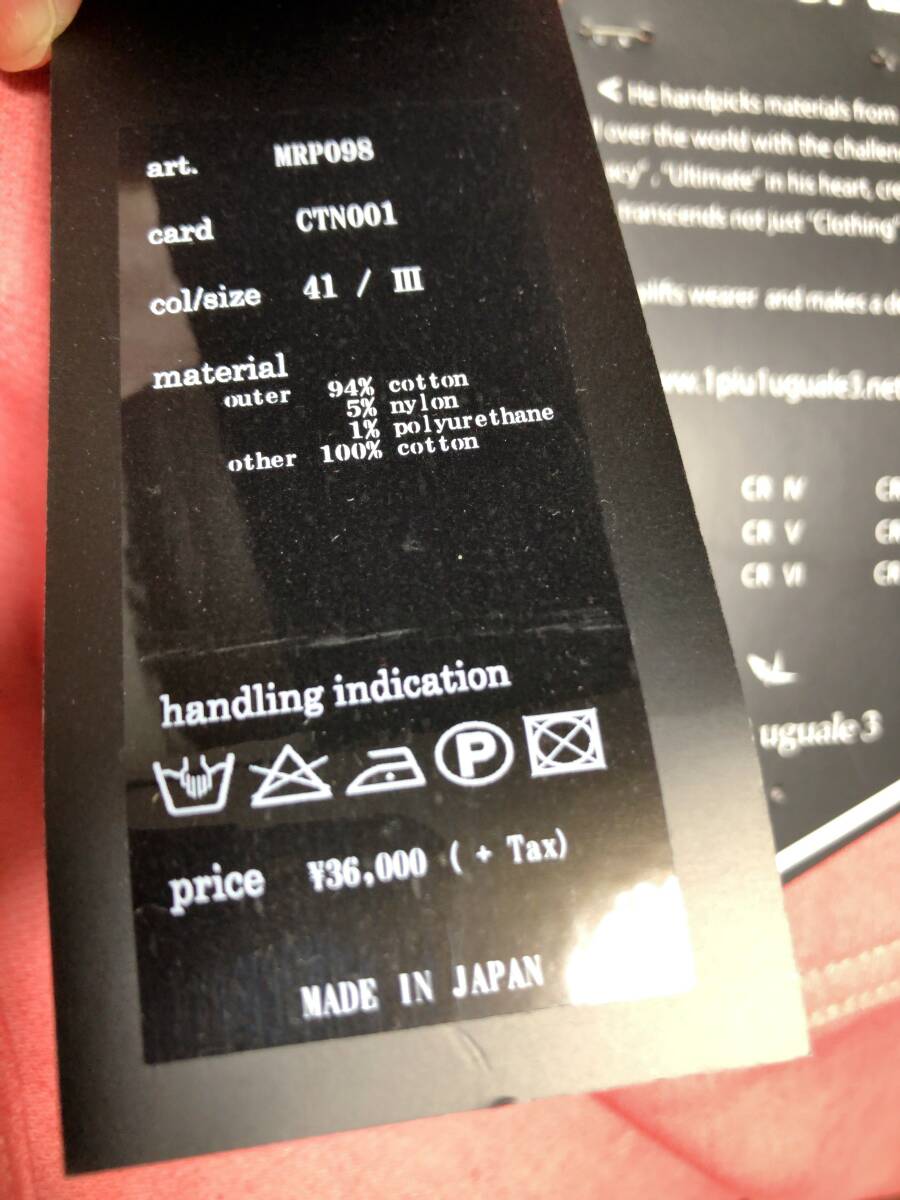 art. MRP098
card CTN001
col/size 41 / III
material
outer 94% cotton
5% nylon
1% polyurethane
other 100% cotton
handling indication
P
price ¥36,000 ( + Tax)
MADE IN JAPAN
< He handpicks materials from
over the world with the
"Ultimate" in his heart,
transcends not just "Clothing"
wearer and makes a
.1piu1uguale3.net
CR IV
CR V
CR VI
uguale 3